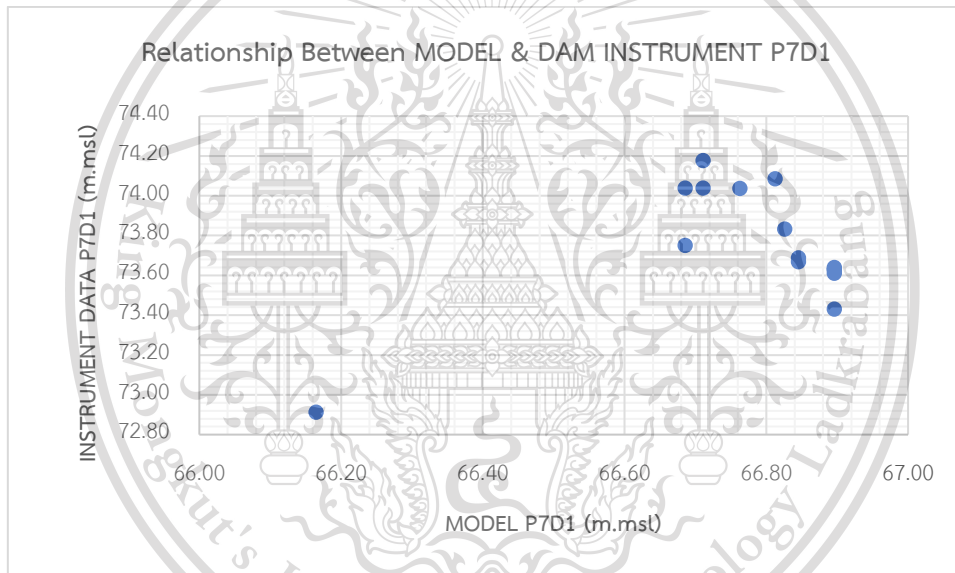 Relationship Between MODEL & DAM INSTRUMENT P7D1
INSTRUMENT DATA P7D1 (m.msl)
74.40
74.20
74.00
73.80
73.60
73.40
73.20
73.00
72.80
66.00 66.20 66.40 66.60 66.80 67.00
MODEL P7D1 (m.msl)
King Mongkut's
Ladkrabang